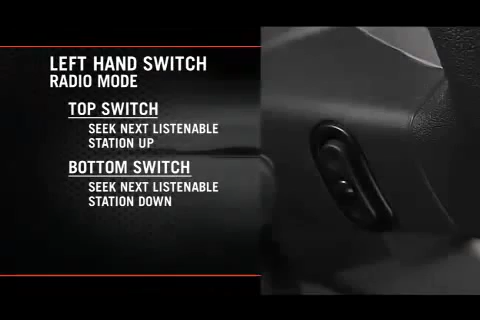 LEFT HAND SWITCH
RADIO MODE
TOP SWITCH
SEEK NEXT LISTENABLE
STATION UP
BOTTOM SWITCH
SEEK NEXT LISTENABLE
STATION DOWN